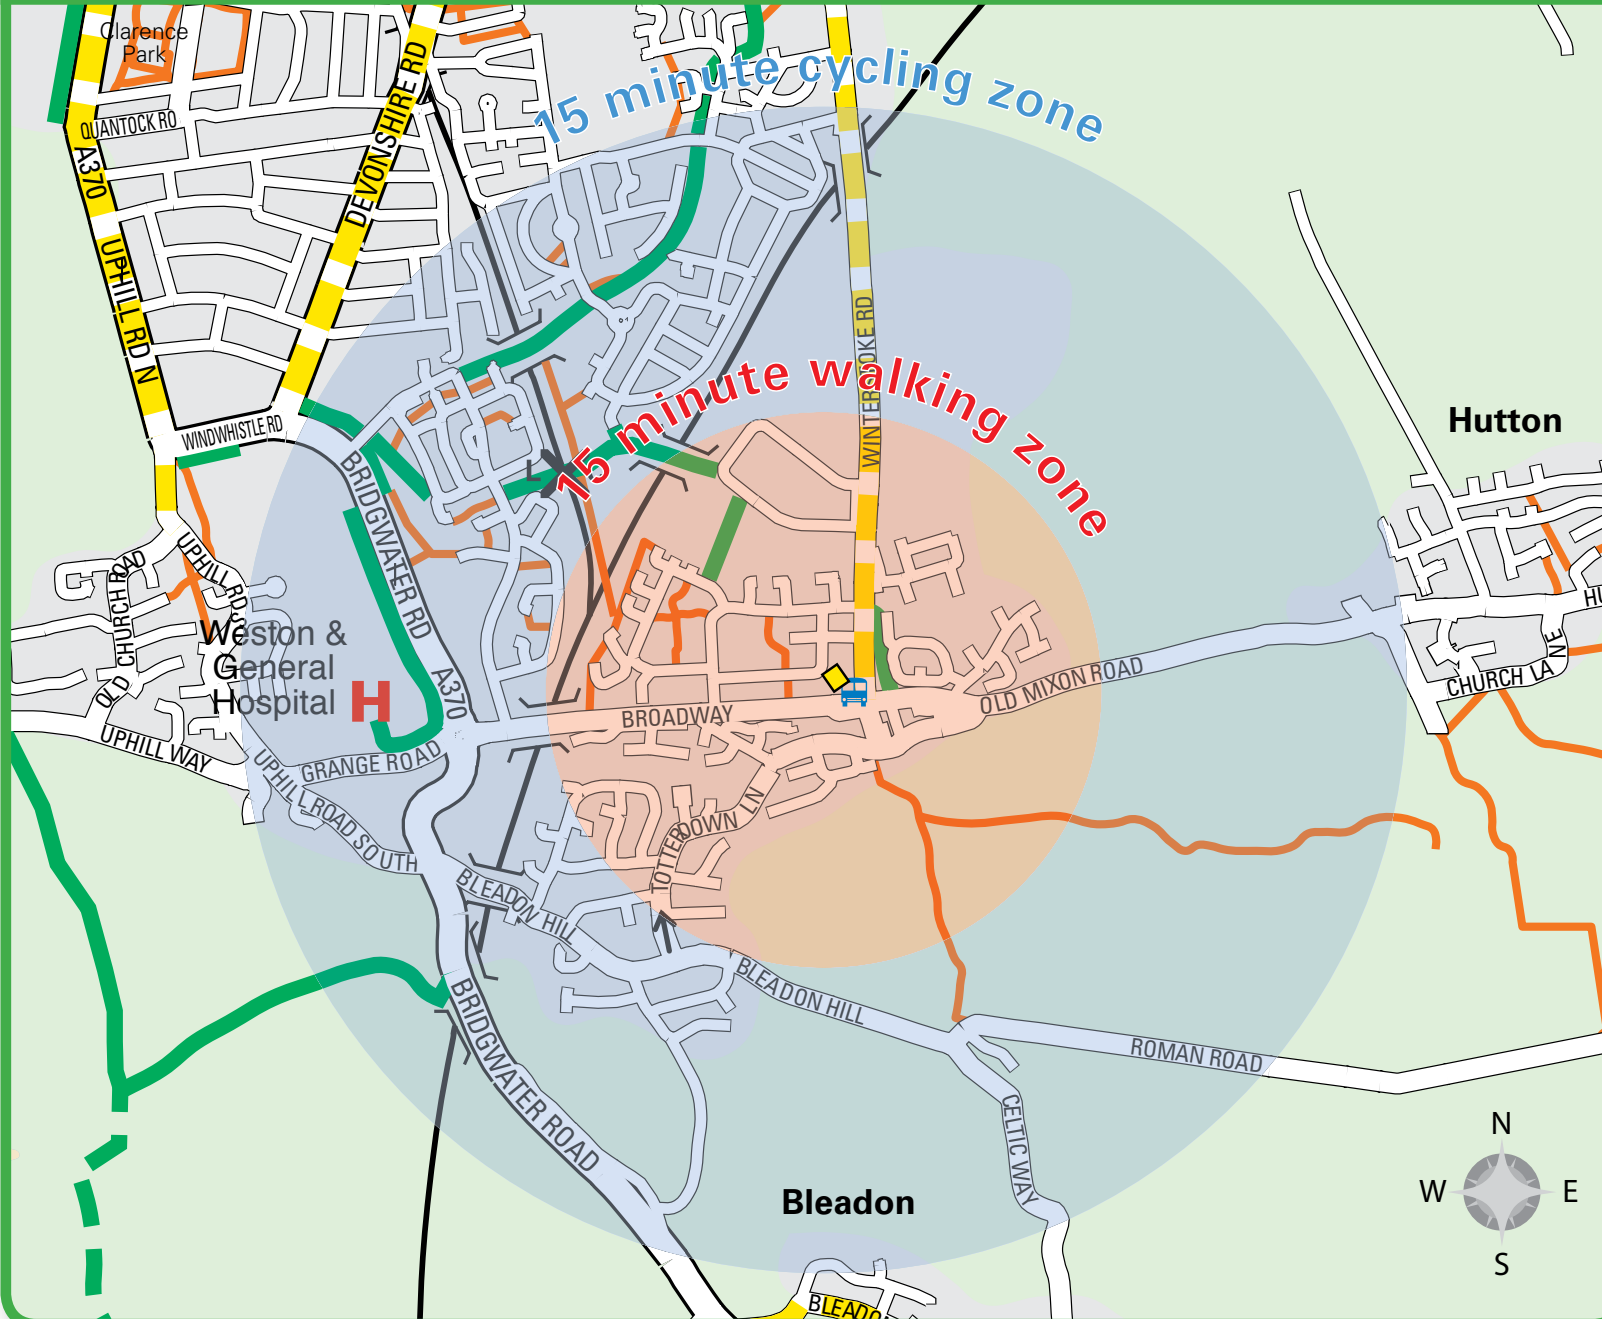 Clarence
Park
15 minute cycling zone
QUANTOCK RD
A370
DEVONSHIRE RD
UPHILL RD N
WINTERSTOKE RD
15 minute walking zone
Hutton
WINDWHISTLE RD
BRIDGWATER RD
A370
UPHILL RD S
OLD CHURCH ROAD
Weston &
General
Hospital
H
CHURCH LANE
OLD MIXON ROAD
BROADWAY
UPHILL WAY
GRANGE ROAD
UPHILL ROAD SOUTH
TOTTERDOWN LN
BLEADON HILL
BLEADON HILL
BRIDGWATER ROAD
ROMAN ROAD
CELTIC WAY
Bleadon
N
W
E
S